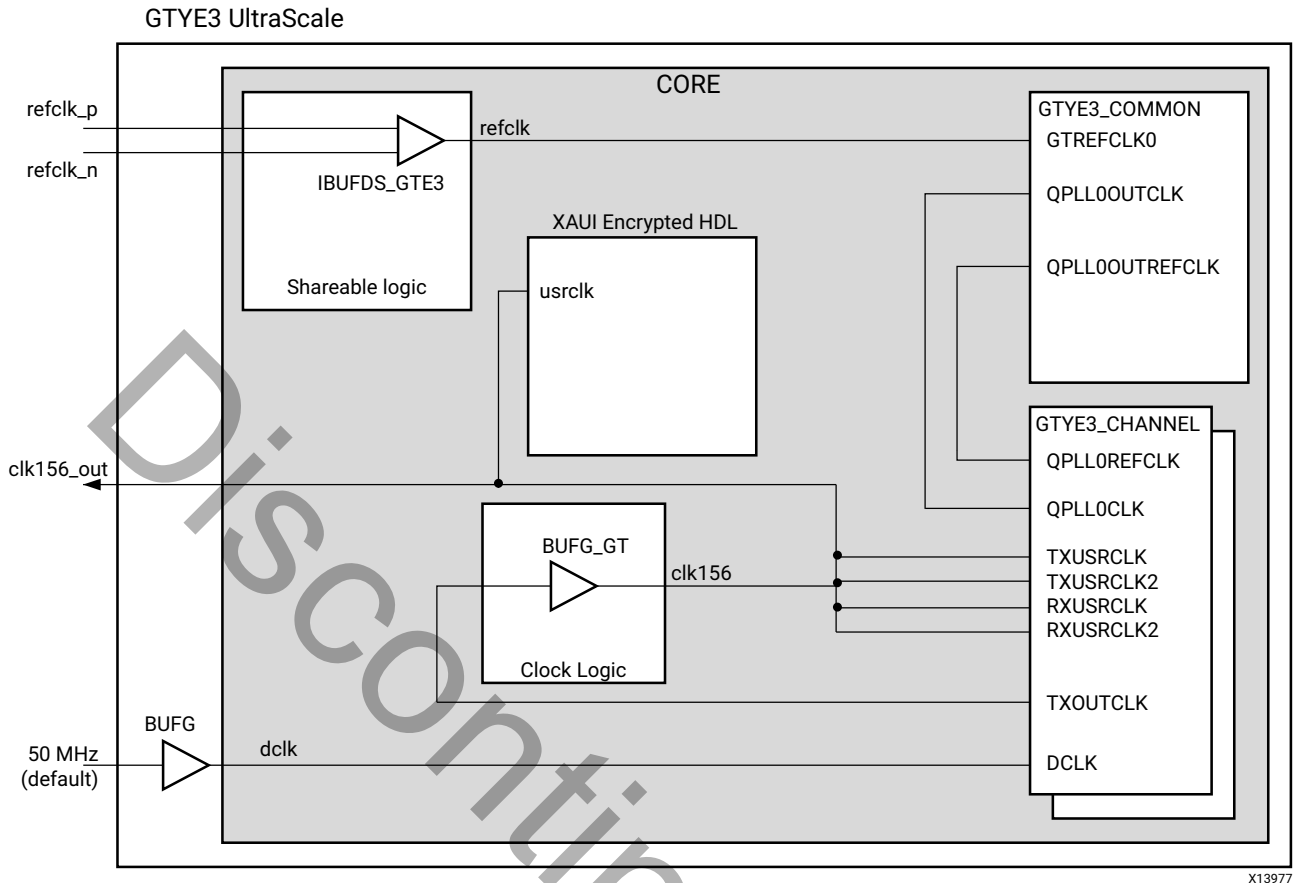 GTYE3 UltraScale
CORE
refclk_p
refclk_n
refclk
IBUFDS_GTE3
Shareable logic
GTYE3_COMMON
GTREFCLK0
QPLL0OUTCLK
QPLL0OUTREFCLK
XAUI Encrypted HDL
usrclk
GTYE3_CHANNEL
QPLL0REFCLK
QPLL0CLK
TXUSRCLK
TXUSRCLK2
RXUSRCLK
RXUSRCLK2
TXOUTCLK
DCLK
clk156_out
BUFG_GT
clk156
Clock Logic
BUFG
50 MHz
(default)
dclk
X13977